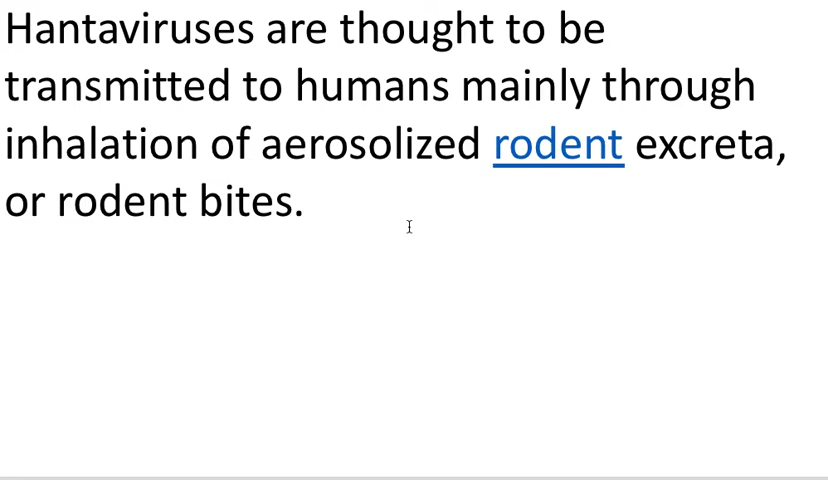 Hantaviruses are thought to be
transmitted to humans mainly through
inhalation of aerosolized rodent excreta,
or rodent bites.